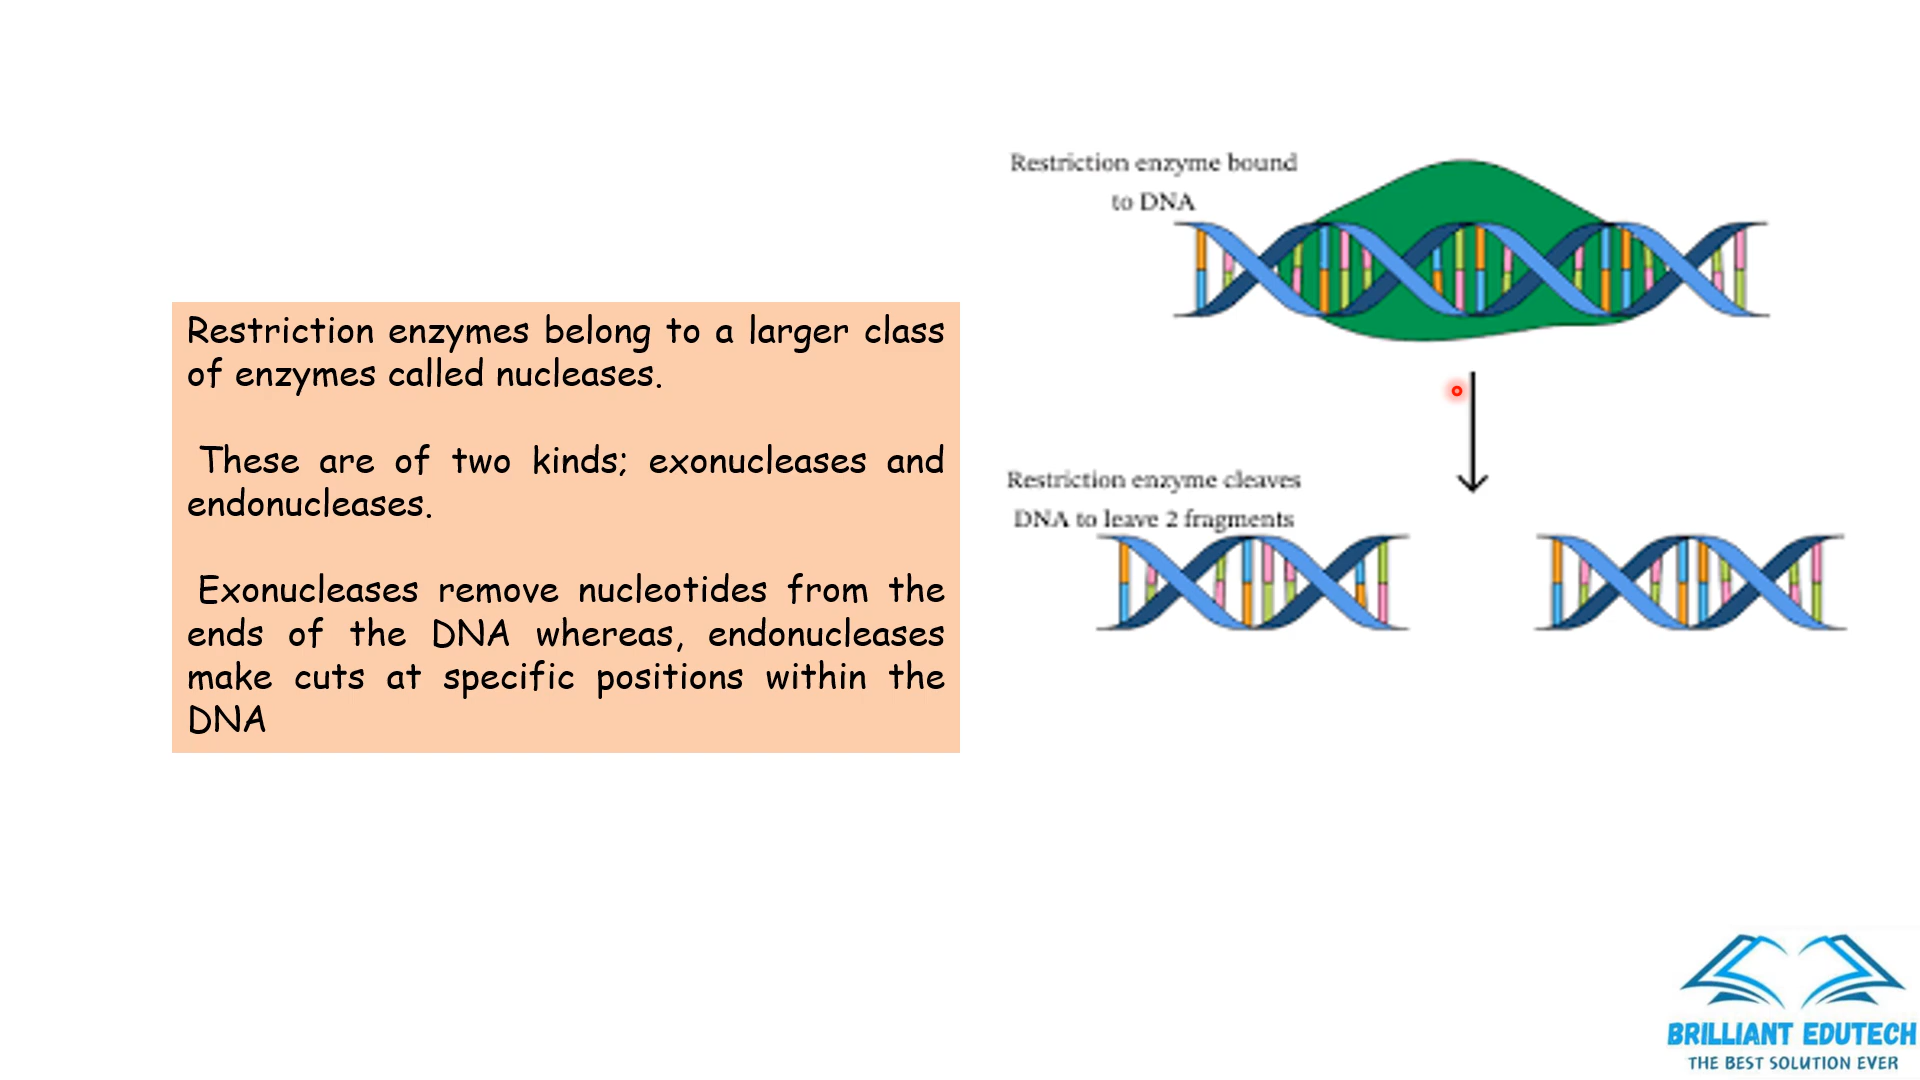 Restriction enzyme bound
to DNA
Restriction enzymes belong to a larger class
of enzymes called nucleases.
These are of two kinds; exonucleases and
endonucleases.
Exonucleases remove nucleotides from the
ends of the DNA whereas, endonucleases
make cuts at specific positions within the
DNA
Restriction enzyme cleaves
DNA to leave 2 fragments
BRILLIANT EDUTECH
THE BEST SOLUTION EVER